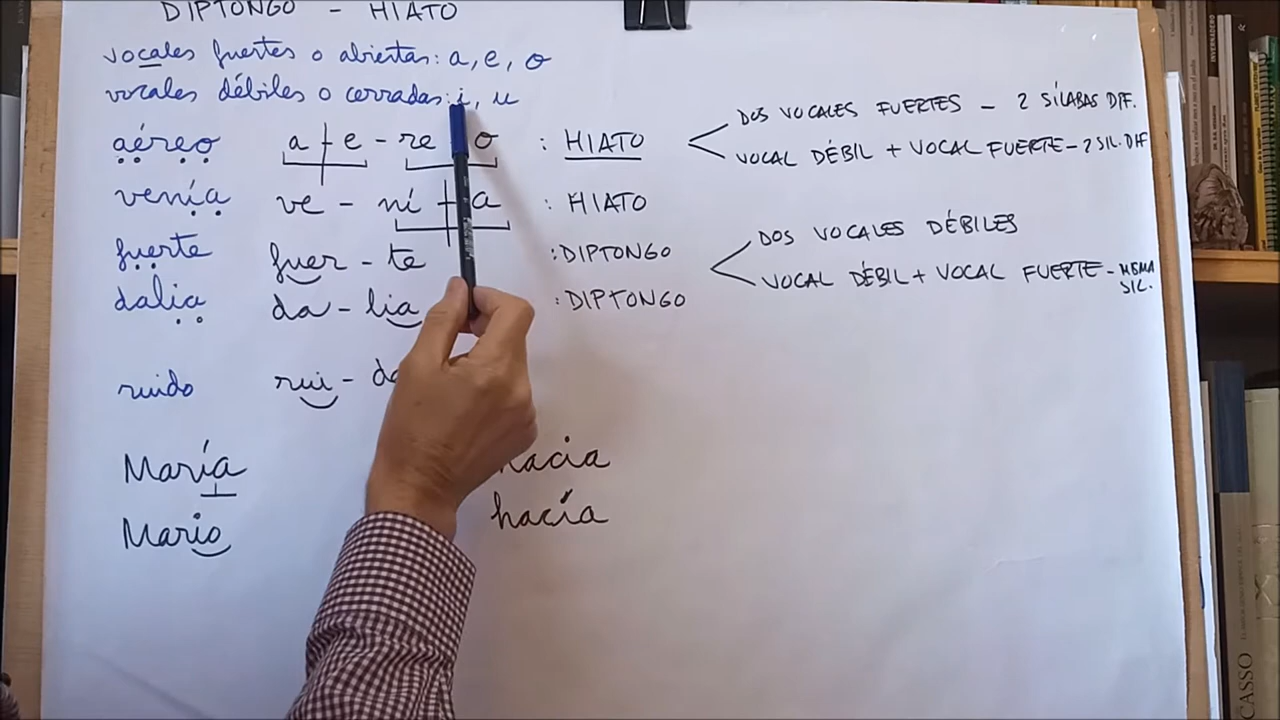 DIPTONGO - HIATO
vocales fuertes o abiertas: a, e, o
vocales débiles o cerradas: i, u
aéreo a - e - re o : HIATO
DOS VOCALES FUERTES - 2 SÍLABAS DIF.
VOCAL DÉBIL + VOCAL FUERTE - 2 SIL. DIF
venía ve - ní - a : HIATO
fuerte fuer - te : DIPTONGO
DOS VOCALES DÉBILES
VOCAL DÉBIL + VOCAL FUERTE - MISMA SIL.
dalia da - lia : DIPTONGO
ruido rui - do
María hacia
Mario hacía
INVERNADERO
CASSO